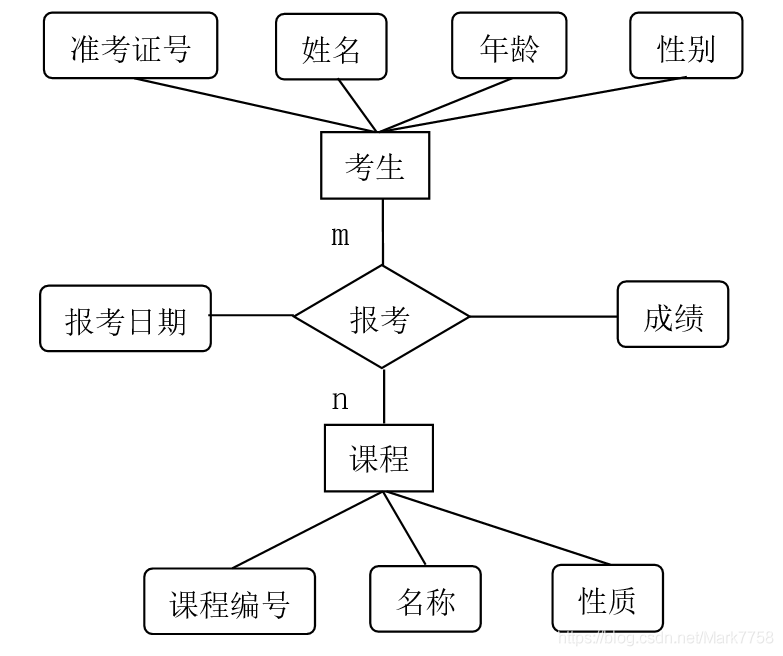 准考证号 姓名 年龄 性别
考生
m
报考日期 报考 成绩
n
课程
课程编号 名称 性质
https://blog.csdn.net/Mark7758